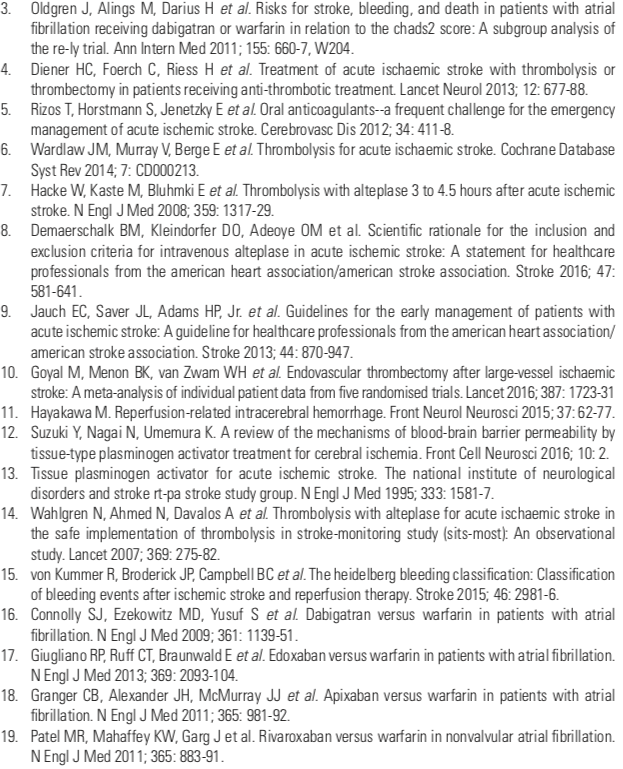 3. Oldgren J, Alings M, Darius H et al. Risks for stroke, bleeding, and death in patients with atrial
fibrillation receiving dabigatran or warfarin in relation to the chads2 score: A subgroup analysis of
the re-ly trial. Ann Intern Med 2011; 155: 660-7, W204.
4. Diener HC, Foerch C, Riess H et al. Treatment of acute ischaemic stroke with thrombolysis or
thrombectomy in patients receiving anti-thrombotic treatment. Lancet Neurol 2013; 12: 677-88.
5. Rizos T, Horstmann S, Jenetzky E et al. Oral anticoagulants--a frequent challenge for the emergency
management of acute ischemic stroke. Cerebrovasc Dis 2012; 34: 411-8.
6. Wardlaw JM, Murray V, Berge E et al. Thrombolysis for acute ischaemic stroke. Cochrane Database
Syst Rev 2014; 7: CD000213.
7. Hacke W, Kaste M, Bluhmki E et al. Thrombolysis with alteplase 3 to 4.5 hours after acute ischemic
stroke. N Engl J Med 2008; 359: 1317-29.
8. Demaerschalk BM, Kleindorfer DO, Adeoye OM et al. Scientific rationale for the inclusion and
exclusion criteria for intravenous alteplase in acute ischemic stroke: A statement for healthcare
professionals from the american heart association/american stroke association. Stroke 2016; 47:
581-641.
9. Jauch EC, Saver JL, Adams HP, Jr. et al. Guidelines for the early management of patients with
acute ischemic stroke: A guideline for healthcare professionals from the american heart association/
american stroke association. Stroke 2013; 44: 870-947.
10. Goyal M, Menon BK, van Zwam WH et al. Endovascular thrombectomy after large-vessel ischaemic
stroke: A meta-analysis of individual patient data from five randomised trials. Lancet 2016; 387: 1723-31
11. Hayakawa M. Reperfusion-related intracerebral hemorrhage. Front Neurol Neurosci 2015; 37: 62-77.
12. Suzuki Y, Nagai N, Umemura K. A review of the mechanisms of blood-brain barrier permeability by
tissue-type plasminogen activator treatment for cerebral ischemia. Front Cell Neurosci 2016; 10: 2.
13. Tissue plasminogen activator for acute ischemic stroke. The national institute of neurological
disorders and stroke rt-pa stroke study group. N Engl J Med 1995; 333: 1581-7.
14. Wahlgren N, Ahmed N, Davalos A et al. Thrombolysis with alteplase for acute ischaemic stroke in
the safe implementation of thrombolysis in stroke-monitoring study (sits-most): An observational
study. Lancet 2007; 369: 275-82.
15. von Kummer R, Broderick JP, Campbell BC et al. The heidelberg bleeding classification: Classification
of bleeding events after ischemic stroke and reperfusion therapy. Stroke 2015; 46: 2981-6.
16. Connolly SJ, Ezekowitz MD, Yusuf S et al. Dabigatran versus warfarin in patients with atrial
fibrillation. N Engl J Med 2009; 361: 1139-51.
17. Giugliano RP, Ruff CT, Braunwald E et al. Edoxaban versus warfarin in patients with atrial fibrillation.
N Engl J Med 2013; 369: 2093-104.
18. Granger CB, Alexander JH, McMurray JJ et al. Apixaban versus warfarin in patients with atrial
fibrillation. N Engl J Med 2011; 365: 981-92.
19. Patel MR, Mahaffey KW, Garg J et al. Rivaroxaban versus warfarin in nonvalvular atrial fibrillation.
N Engl J Med 2011; 365: 883-91.